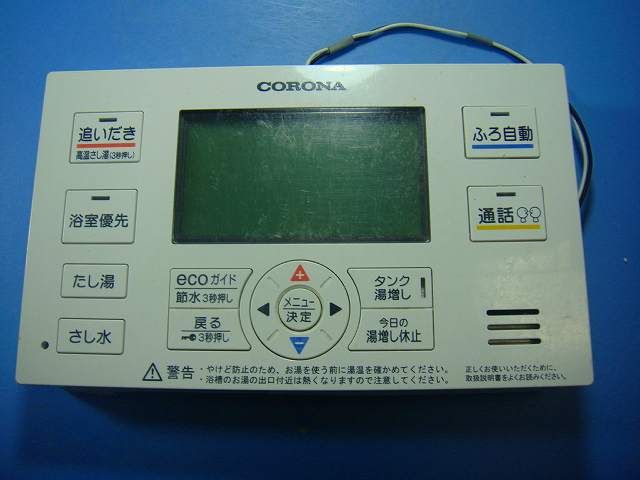 CORONA
追いだき
高温さし湯(3秒押し)
ふろ自動
浴室優先
通話
たし湯
さし水
ecoガイド
節水3秒押し
戻る
3秒押し
+
メニュー
決定
−
タンク
湯増し
今日の
湯増し休止
警告
・やけど防止のため、お湯を使う前に湯温を確かめてください。
・浴槽のお湯の出口付近は熱くなりますので注意してください。
正しくお使いいただくために、
取扱説明書をよくお読みください。